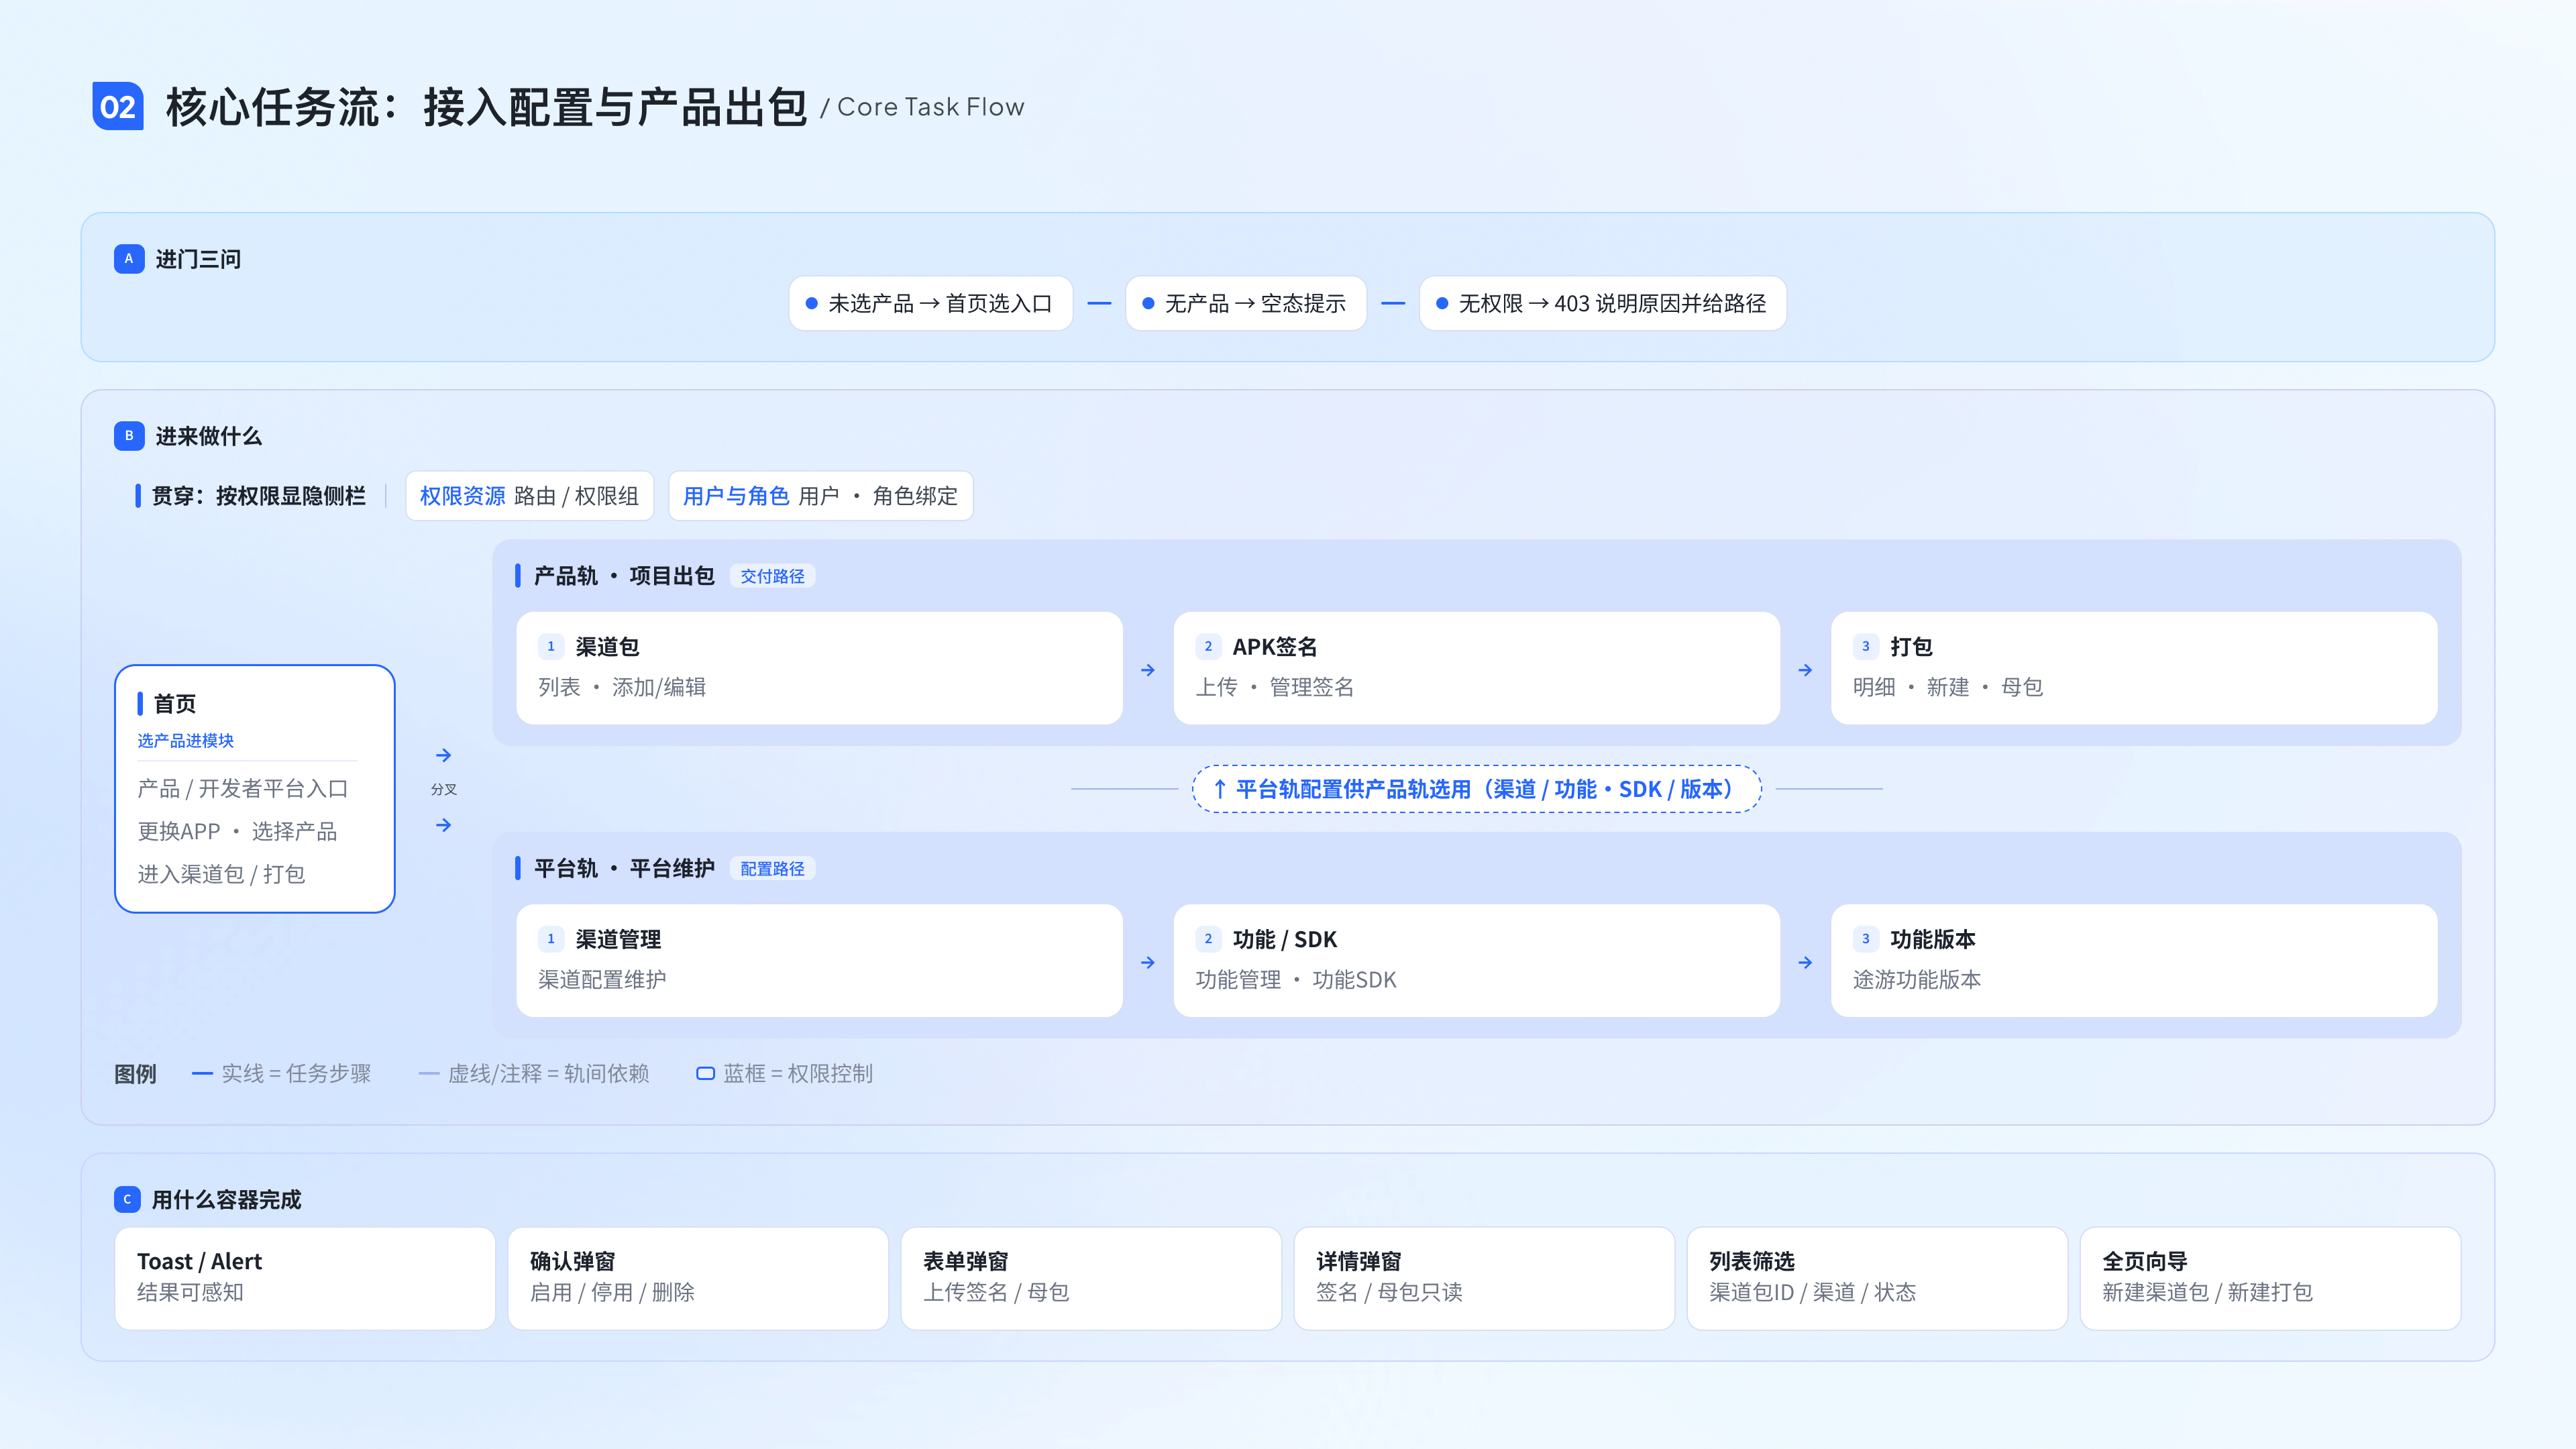 02 核心任务流：接入配置与产品出包 / Core Task Flow
A 进门三问
未选产品 → 首页选入口
无产品 → 空态提示
无权限 → 403 说明原因并给路径
B 进来做什么
贯穿：按权限显隐侧栏
权限资源 路由 / 权限组
用户与角色 用户 · 角色绑定
首页
选产品进模块
产品 / 开发者平台入口
更换APP · 选择产品
进入渠道包 / 打包
→
分叉
→
产品轨 · 项目出包 交付路径
1 渠道包
列表 · 添加/编辑
→
2 APK签名
上传 · 管理签名
→
3 打包
明细 · 新建 · 母包
↑ 平台轨配置供产品轨选用（渠道 / 功能·SDK / 版本）
平台轨 · 平台维护 配置路径
1 渠道管理
渠道配置维护
→
2 功能 / SDK
功能管理 · 功能SDK
→
3 功能版本
途游功能版本
图例 实线 = 任务步骤 虚线/注释 = 轨间依赖 蓝框 = 权限控制
C 用什么容器完成
Toast / Alert
结果可感知
确认弹窗
启用 / 停用 / 删除
表单弹窗
上传签名 / 母包
详情弹窗
签名 / 母包只读
列表筛选
渠道包ID / 渠道 / 状态
全页向导
新建渠道包 / 新建打包